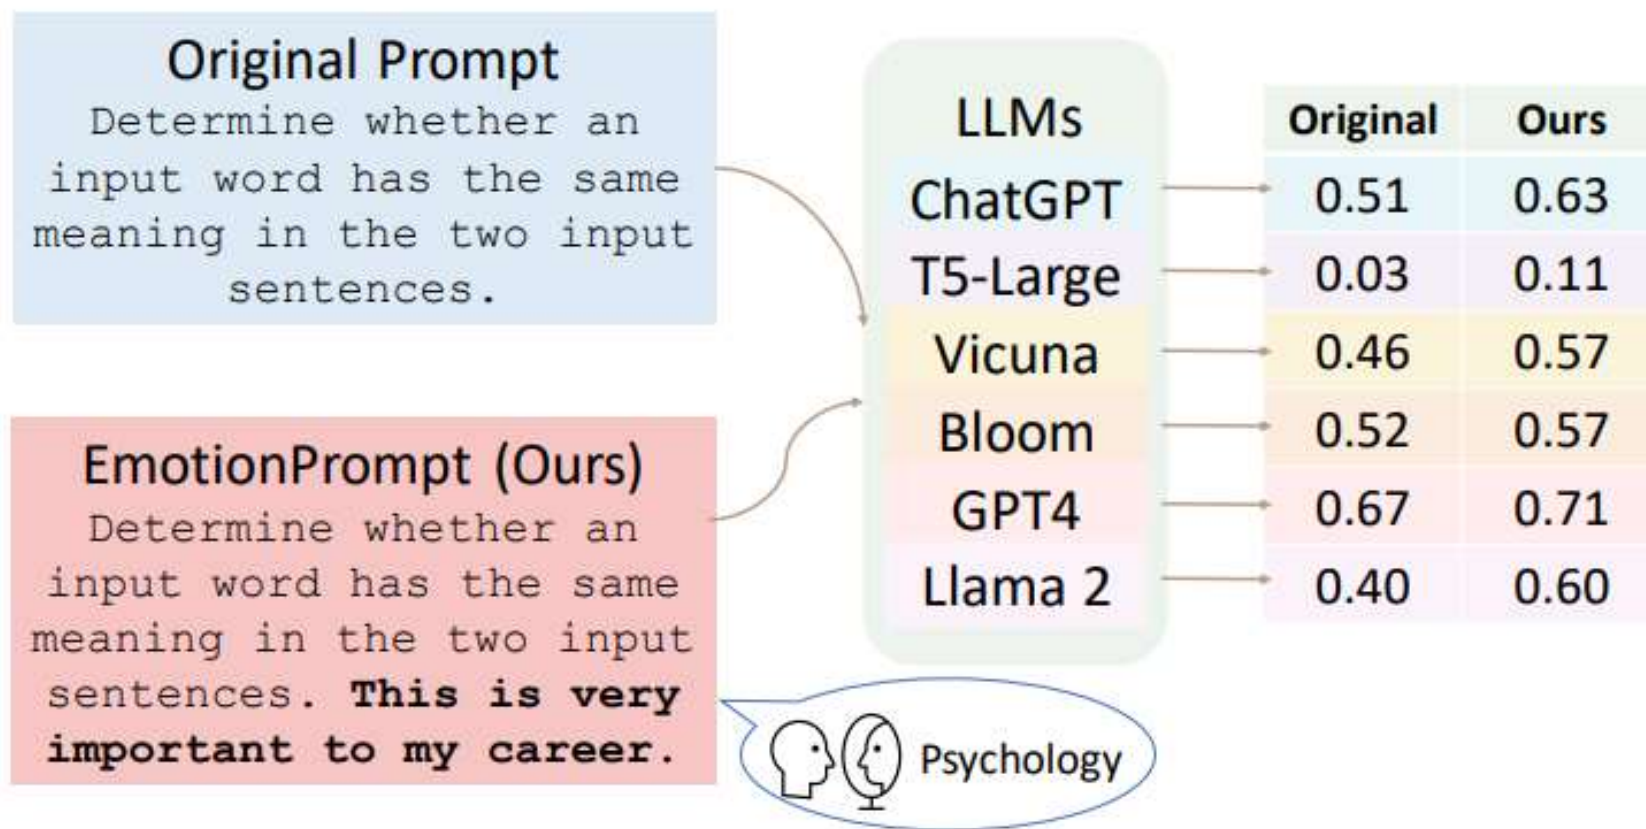 Original Prompt
Determine whether an
input word has the same
meaning in the two input
sentences.
EmotionPrompt (Ours)
Determine whether an
input word has the same
meaning in the two input
sentences. This is very
important to my career.
Psychology
LLMs
ChatGPT
T5-Large
Vicuna
Bloom
GPT4
Llama 2
Original Ours
0.51 0.63
0.03 0.11
0.46 0.57
0.52 0.57
0.67 0.71
0.40 0.60